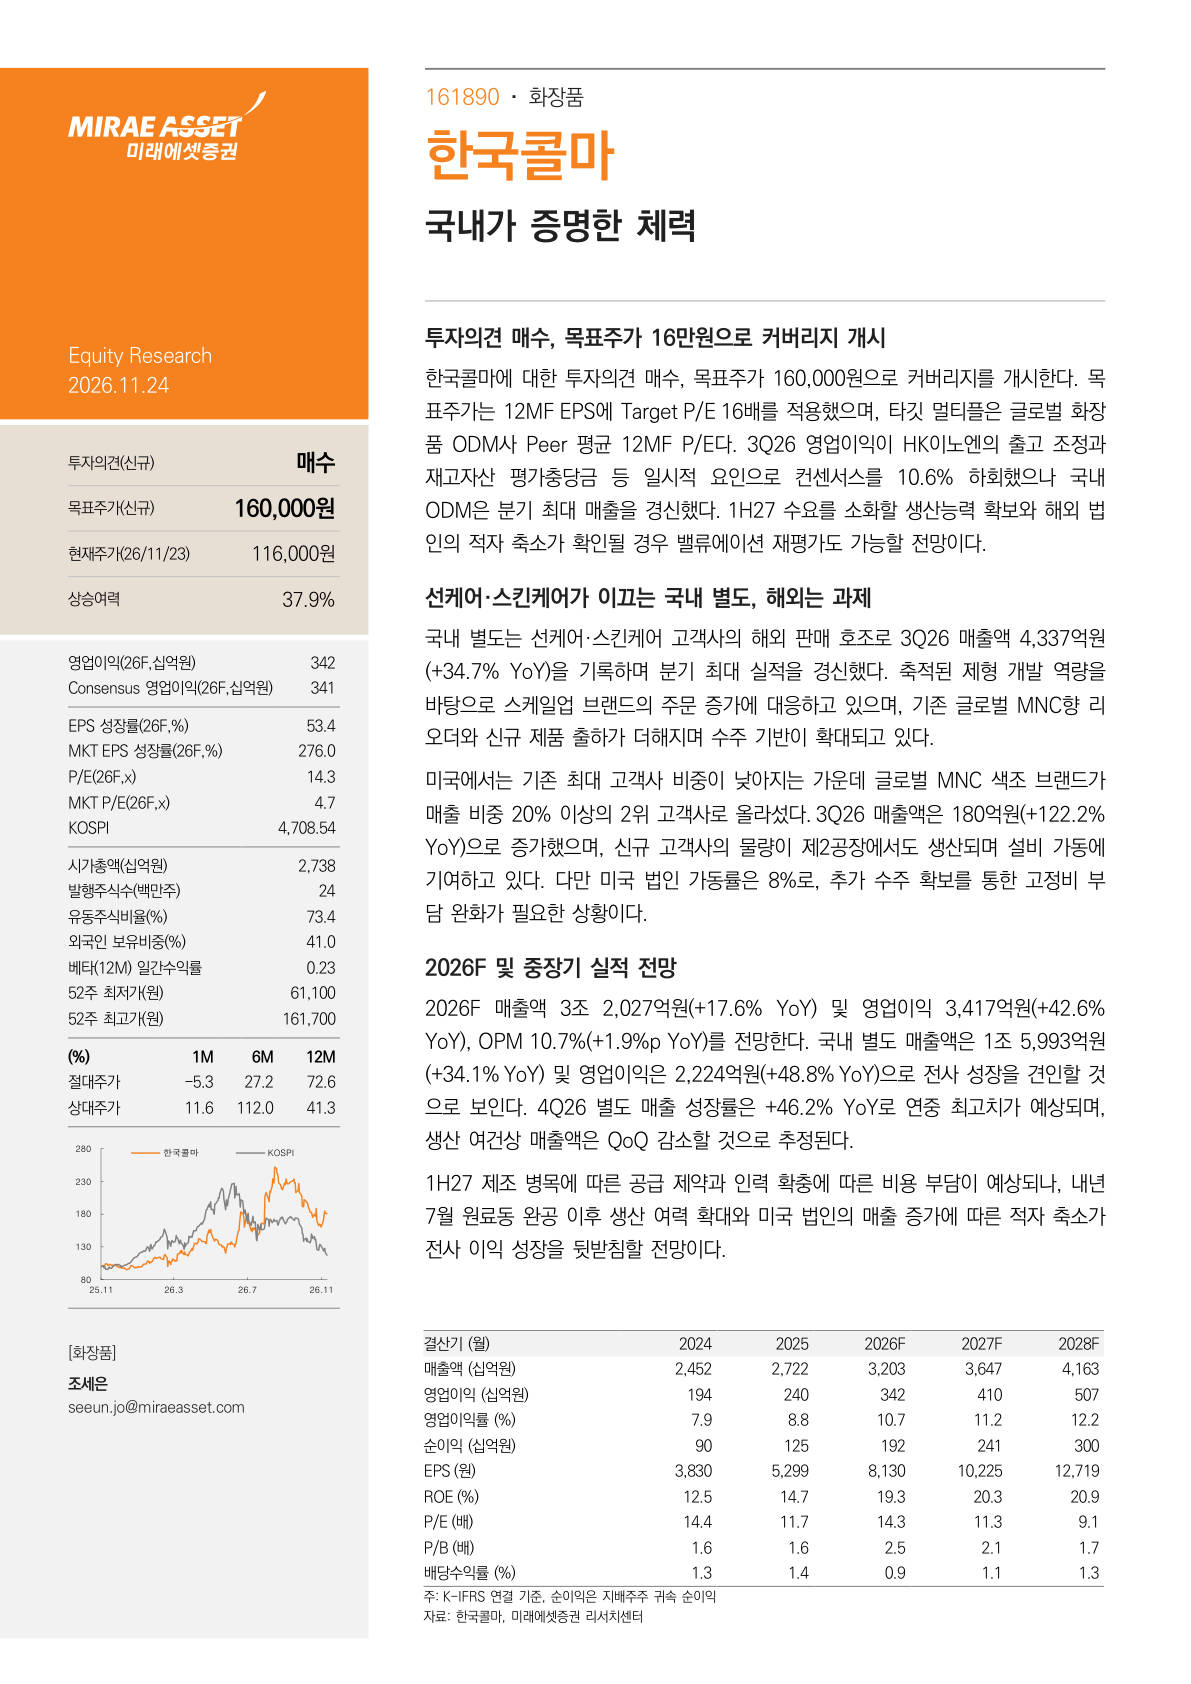 MIRAE ASSET
미래에셋증권
Equity Research
2026.11.24
투자의견(신규) 매수
목표주가(신규) 160,000원
현재주가(26/11/23) 116,000원
상승여력 37.9%
영업이익(26F,십억원) 342
Consensus 영업이익(26F,십억원) 341
EPS 성장률(26F,%) 53.4
MKT EPS 성장률(26F,%) 276.0
P/E(26F,x) 14.3
MKT P/E(26F,x) 4.7
KOSPI 4,708.54
시가총액(십억원) 2,738
발행주식수(백만주) 24
유동주식비율(%) 73.4
외국인 보유비중(%) 41.0
베타(12M) 일간수익률 0.23
52주 최저가(원) 61,100
52주 최고가(원) 161,700
(%) 1M 6M 12M
절대주가 -5.3 27.2 72.6
상대주가 11.6 112.0 41.3
한국콜마 KOSPI
280
230
180
130
80
25.11 26.3 26.7 26.11
[화장품]
조세은
seeun.jo@miraeasset.com
161890 · 화장품
한국콜마
국내가 증명한 체력
투자의견 매수, 목표주가 16만원으로 커버리지 개시
한국콜마에 대한 투자의견 매수, 목표주가 160,000원으로 커버리지를 개시한다. 목
표주가는 12MF EPS에 Target P/E 16배를 적용했으며, 타깃 멀티플은 글로벌 화장
품 ODM사 Peer 평균 12MF P/E다. 3Q26 영업이익이 HK이노엔의 출고 조정과
재고자산 평가충당금 등 일시적 요인으로 컨센서스를 10.6% 하회했으나 국내
ODM은 분기 최대 매출을 경신했다. 1H27 수요를 소화할 생산능력 확보와 해외 법
인의 적자 축소가 확인될 경우 밸류에이션 재평가도 가능할 전망이다.
선케어·스킨케어가 이끄는 국내 별도, 해외는 과제
국내 별도는 선케어·스킨케어 고객사의 해외 판매 호조로 3Q26 매출액 4,337억원
(+34.7% YoY)을 기록하며 분기 최대 실적을 경신했다. 축적된 제형 개발 역량을
바탕으로 스케일업 브랜드의 주문 증가에 대응하고 있으며, 기존 글로벌 MNC향 리
오더와 신규 제품 출하가 더해지며 수주 기반이 확대되고 있다.
미국에서는 기존 최대 고객사 비중이 낮아지는 가운데 글로벌 MNC 색조 브랜드가
매출 비중 20% 이상의 2위 고객사로 올라섰다. 3Q26 매출액은 180억원(+122.2%
YoY)으로 증가했으며, 신규 고객사의 물량이 제2공장에서도 생산되며 설비 가동에
기여하고 있다. 다만 미국 법인 가동률은 8%로, 추가 수주 확보를 통한 고정비 부
담 완화가 필요한 상황이다.
2026F 및 중장기 실적 전망
2026F 매출액 3조 2,027억원(+17.6% YoY) 및 영업이익 3,417억원(+42.6%
YoY), OPM 10.7%(+1.9%p YoY)를 전망한다. 국내 별도 매출액은 1조 5,993억원
(+34.1% YoY) 및 영업이익은 2,224억원(+48.8% YoY)으로 전사 성장을 견인할 것
으로 보인다. 4Q26 별도 매출 성장률은 +46.2% YoY로 연중 최고치가 예상되며,
생산 여건상 매출액은 QoQ 감소할 것으로 추정된다.
1H27 제조 병목에 따른 공급 제약과 인력 확충에 따른 비용 부담이 예상되나, 내년
7월 원료동 완공 이후 생산 여력 확대와 미국 법인의 매출 증가에 따른 적자 축소가
전사 이익 성장을 뒷받침할 전망이다.
결산기 (월) 2024 2025 2026F 2027F 2028F
매출액 (십억원) 2,452 2,722 3,203 3,647 4,163
영업이익 (십억원) 194 240 342 410 507
영업이익률 (%) 7.9 8.8 10.7 11.2 12.2
순이익 (십억원) 90 125 192 241 300
EPS (원) 3,830 5,299 8,130 10,225 12,719
ROE (%) 12.5 14.7 19.3 20.3 20.9
P/E (배) 14.4 11.7 14.3 11.3 9.1
P/B (배) 1.6 1.6 2.5 2.1 1.7
배당수익률 (%) 1.3 1.4 0.9 1.1 1.3
주: K-IFRS 연결 기준, 순이익은 지배주주 귀속 순이익
자료: 한국콜마, 미래에셋증권 리서치센터